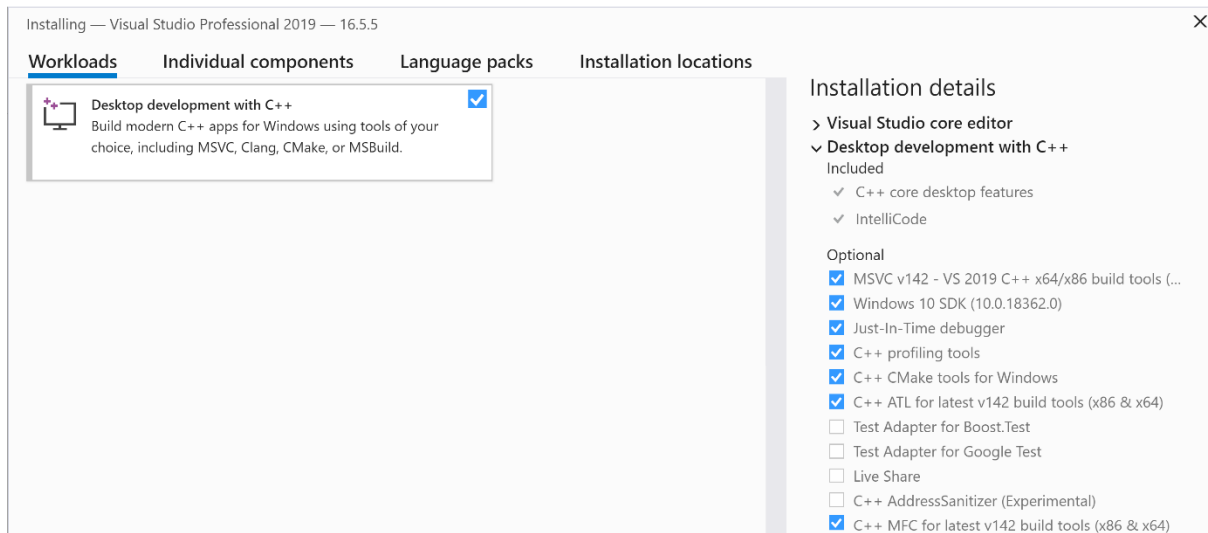 Installing — Visual Studio Professional 2019 — 16.5.5
Workloads Individual components Language packs Installation locations
Desktop development with C++
Build modern C++ apps for Windows using tools of your
choice, including MSVC, Clang, CMake, or MSBuild.
Installation details
Visual Studio core editor
Desktop development with C++
Included
C++ core desktop features
IntelliCode
Optional
MSVC v142 - VS 2019 C++ x64/x86 build tools (...
Windows 10 SDK (10.0.18362.0)
Just-In-Time debugger
C++ profiling tools
C++ CMake tools for Windows
C++ ATL for latest v142 build tools (x86 & x64)
Test Adapter for Boost.Test
Test Adapter for Google Test
Live Share
C++ AddressSanitizer (Experimental)
C++ MFC for latest v142 build tools (x86 & x64)